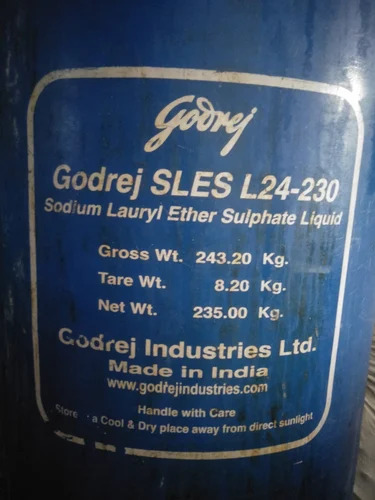 Godrej
Godrej SLES L24-230
Sodium Lauryl Ether Sulphate Liquid
Gross Wt. 243.20 Kg.
Tare Wt. 8.20 Kg.
Net Wt. 235.00 Kg.
Godrej Industries Ltd.
Made in India
www.godrejindustries.com
Handle with Care
Store a Cool & Dry place away from direct sunlight